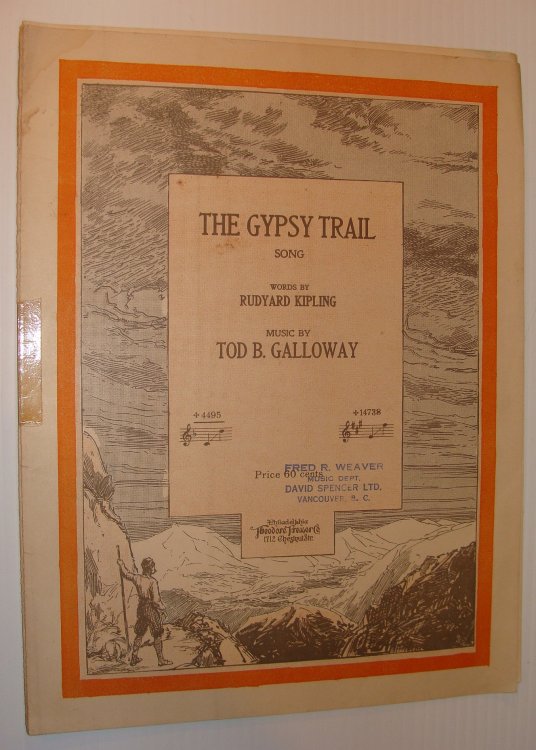 THE GYPSY TRAIL
SONG
WORDS BY
RUDYARD KIPLING
MUSIC BY
TOD B. GALLOWAY
+4495
+14738
Price 60 cents
FRED R. WEAVER
MUSIC DEPT.
DAVID SPENCER LTD.
VANCOUVER, B. C.
Philadelphia
Theodore Presser Co
1712 Chestnut Str.